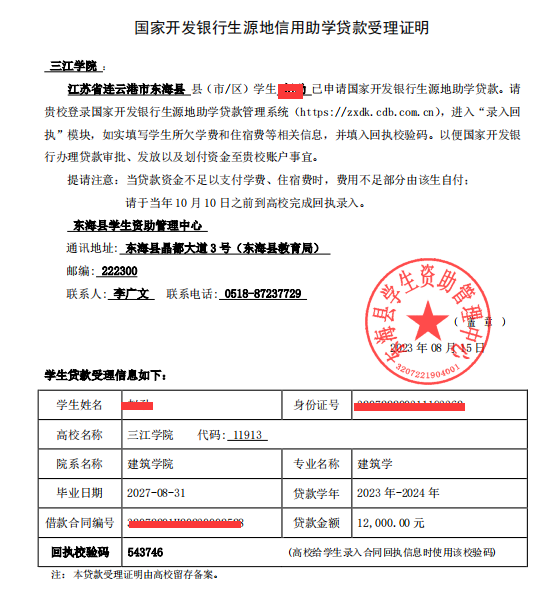 国家开发银行生源地信用助学贷款受理证明
三江学院 :
江苏省连云港市东海县 县（市/区）学生 已申请国家开发银行生源地助学贷款。请
贵校登录国家开发银行生源地助学贷款管理系统（https://zxdk.cdb.com.cn），进入“录入回
执”模块，如实填写学生所欠学费和住宿费等相关信息，并填入回执校验码。以便国家开发银
行办理贷款审批、发放以及划付资金至贵校账户事宜。
提请注意：当贷款资金不足以支付学费、住宿费时，费用不足部分由该生自付；
请于当年 10 月 10 日之前到高校完成回执录入。
东海县学生资助管理中心
通讯地址: 东海县晶都大道 3 号（东海县教育局）
邮编: 222300
联系人: 李广文 联系电话: 0518-87237729
东海县学生资助管理中心
3207221904001
( 盖 章 )
2023 年 08 月 15 日
学生贷款受理信息如下：
学生姓名 身份证号
高校名称 三江学院 代码: 11913
院系名称 建筑学院 专业名称 建筑学
毕业日期 2027-08-31 贷款学年 2023 年-2024 年
借款合同编号 贷款金额 12,000.00 元
回执校验码 543746 (高校给学生录入合同回执信息时使用该校验码)
注: 本贷款受理证明由高校留存备案。